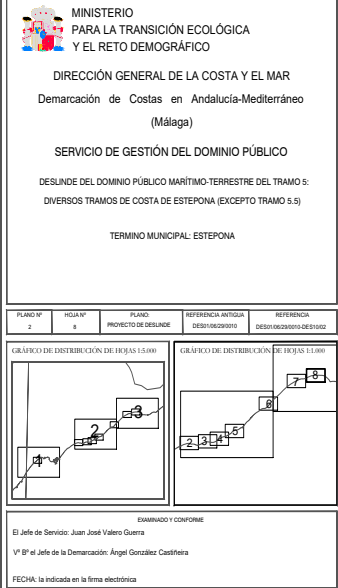 MINISTERIO
PARA LA TRANSICIÓN ECOLÓGICA
Y EL RETO DEMOGRÁFICO
DIRECCIÓN GENERAL DE LA COSTA Y EL MAR
Demarcación de Costas en Andalucía-Mediterráneo
(Málaga)
SERVICIO DE GESTIÓN DEL DOMINIO PÚBLICO
DESLINDE DEL DOMINIO PÚBLICO MARÍTIMO-TERRESTRE DEL TRAMO 5:
DIVERSOS TRAMOS DE COSTA DE ESTEPONA (EXCEPTO TRAMO 5.5)
TERMINO MUNICIPAL: ESTEPONA
PLANO Nº HOJA Nº PLANO: REFERENCIA ANTIGUA REFERENCIA
2 8 PROYECTO DE DESLINDE DES01/06/29/0010 DES01/06/29/0010-DES10/02
GRÁFICO DE DISTRIBUCIÓN DE HOJAS 1:5.000
1 2 3
GRÁFICO DE DISTRIBUCIÓN DE HOJAS 1:1.000
2 3 4 5 6 7 8
EXAMINADO Y CONFORME
El Jefe de Servicio: Juan José Valero Guerra
Vº Bº el Jefe de la Demarcación: Ángel González Castiñeira
FECHA: la indicada en la firma electrónica